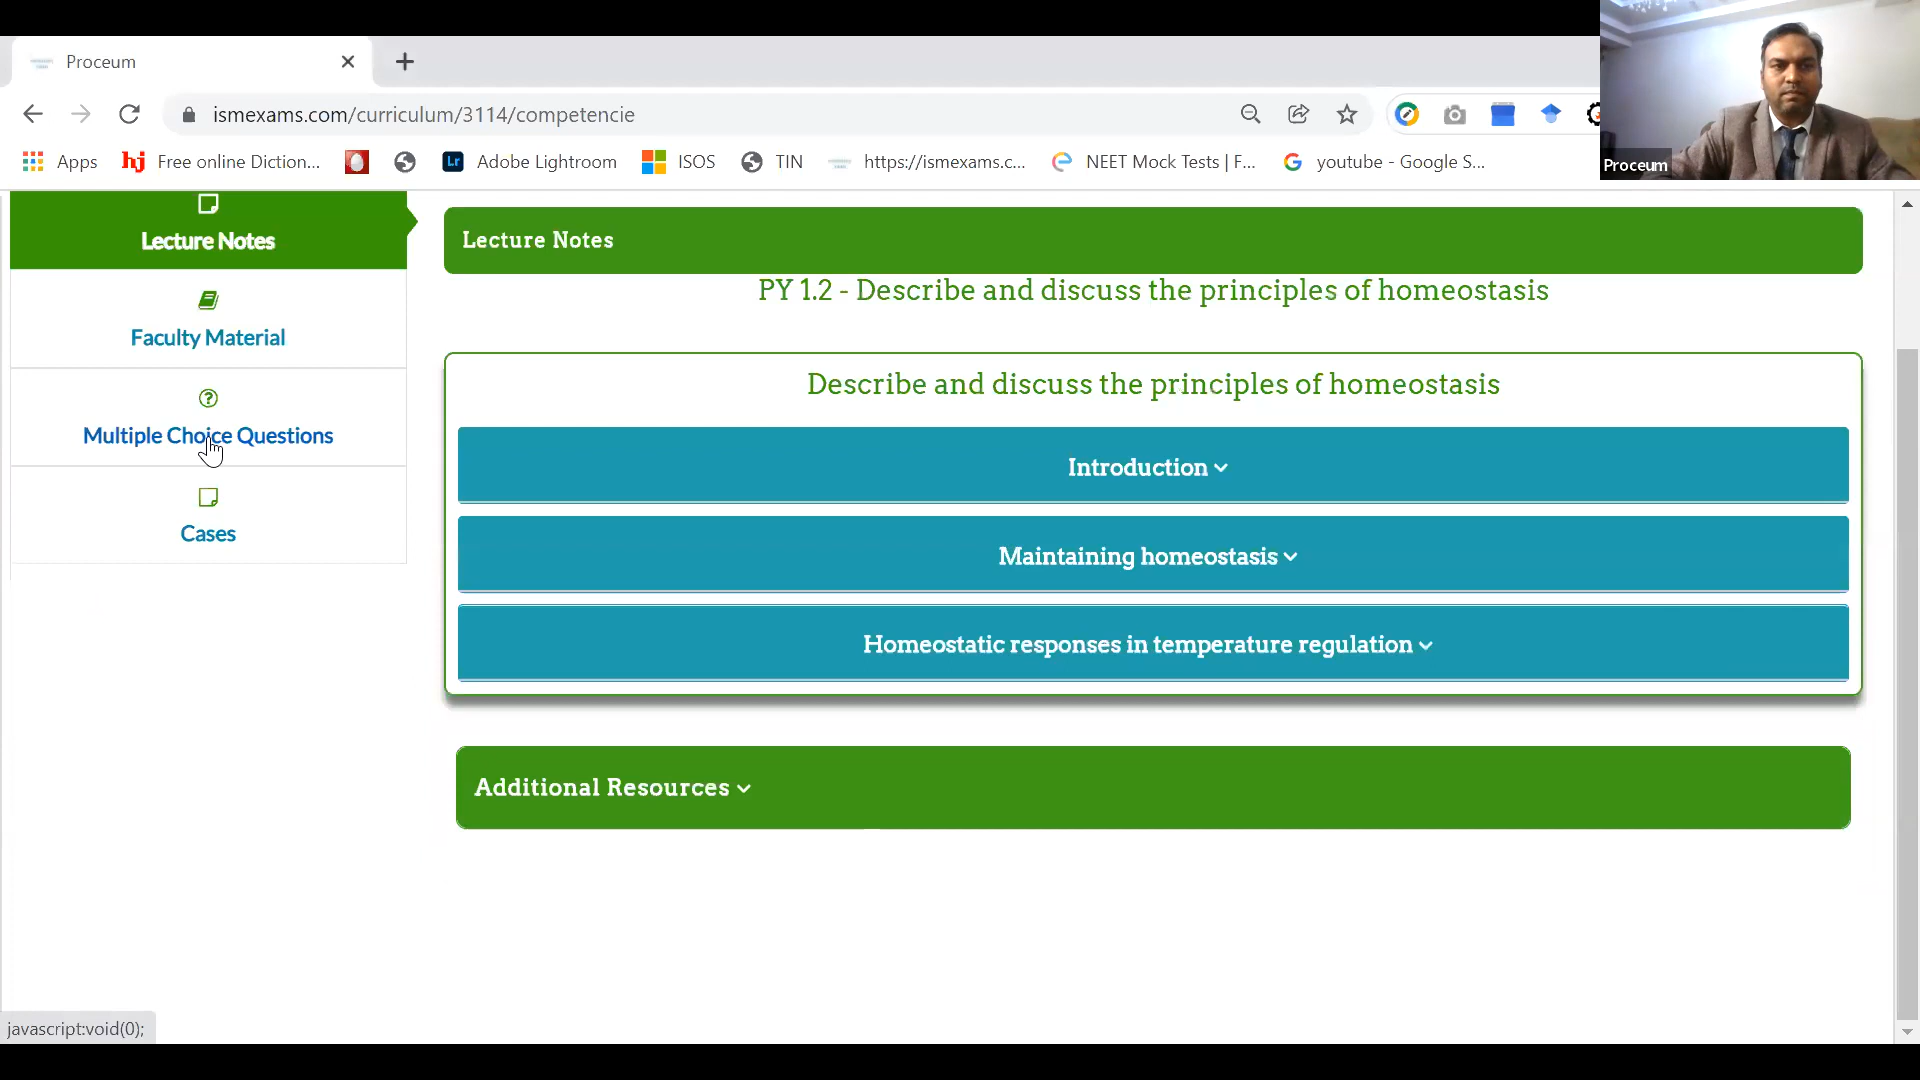 Proceum
ismexams.com/curriculum/3114/competencie
Apps
hj
Free online Diction...
Lr
Adobe Lightroom
ISOS
TIN
https://ismexams.c...
NEET Mock Tests | F...
youtube - Google S...
Proceum
Lecture Notes
Faculty Material
Multiple Choice Questions
Cases
Lecture Notes
PY 1.2 - Describe and discuss the principles of homeostasis
Describe and discuss the principles of homeostasis
Introduction
Maintaining homeostasis
Homeostatic responses in temperature regulation
Additional Resources
javascript:void(0);